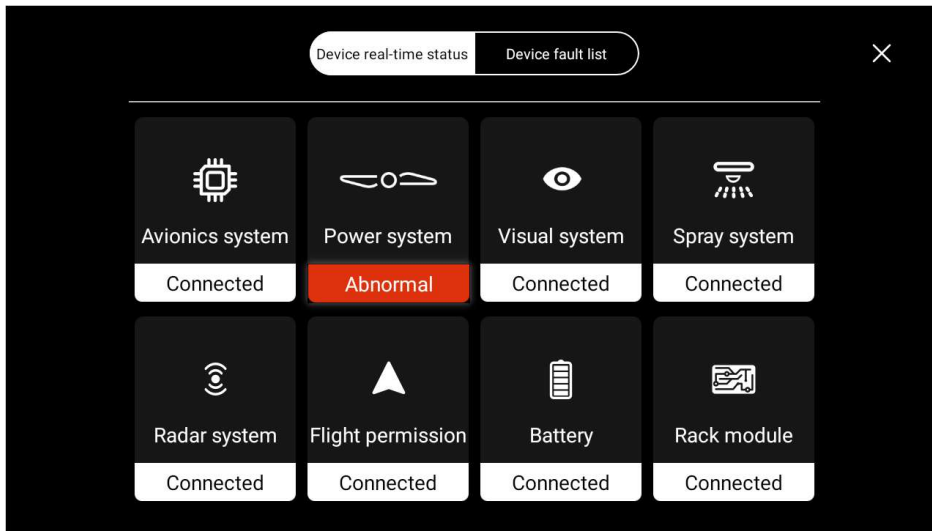 Device real-time status
Device fault list
Avionics system
Power system
Visual system
Spray system
Connected
Abnormal
Connected
Connected
Radar system
Flight permission
Battery
Rack module
Connected
Connected
Connected
Connected